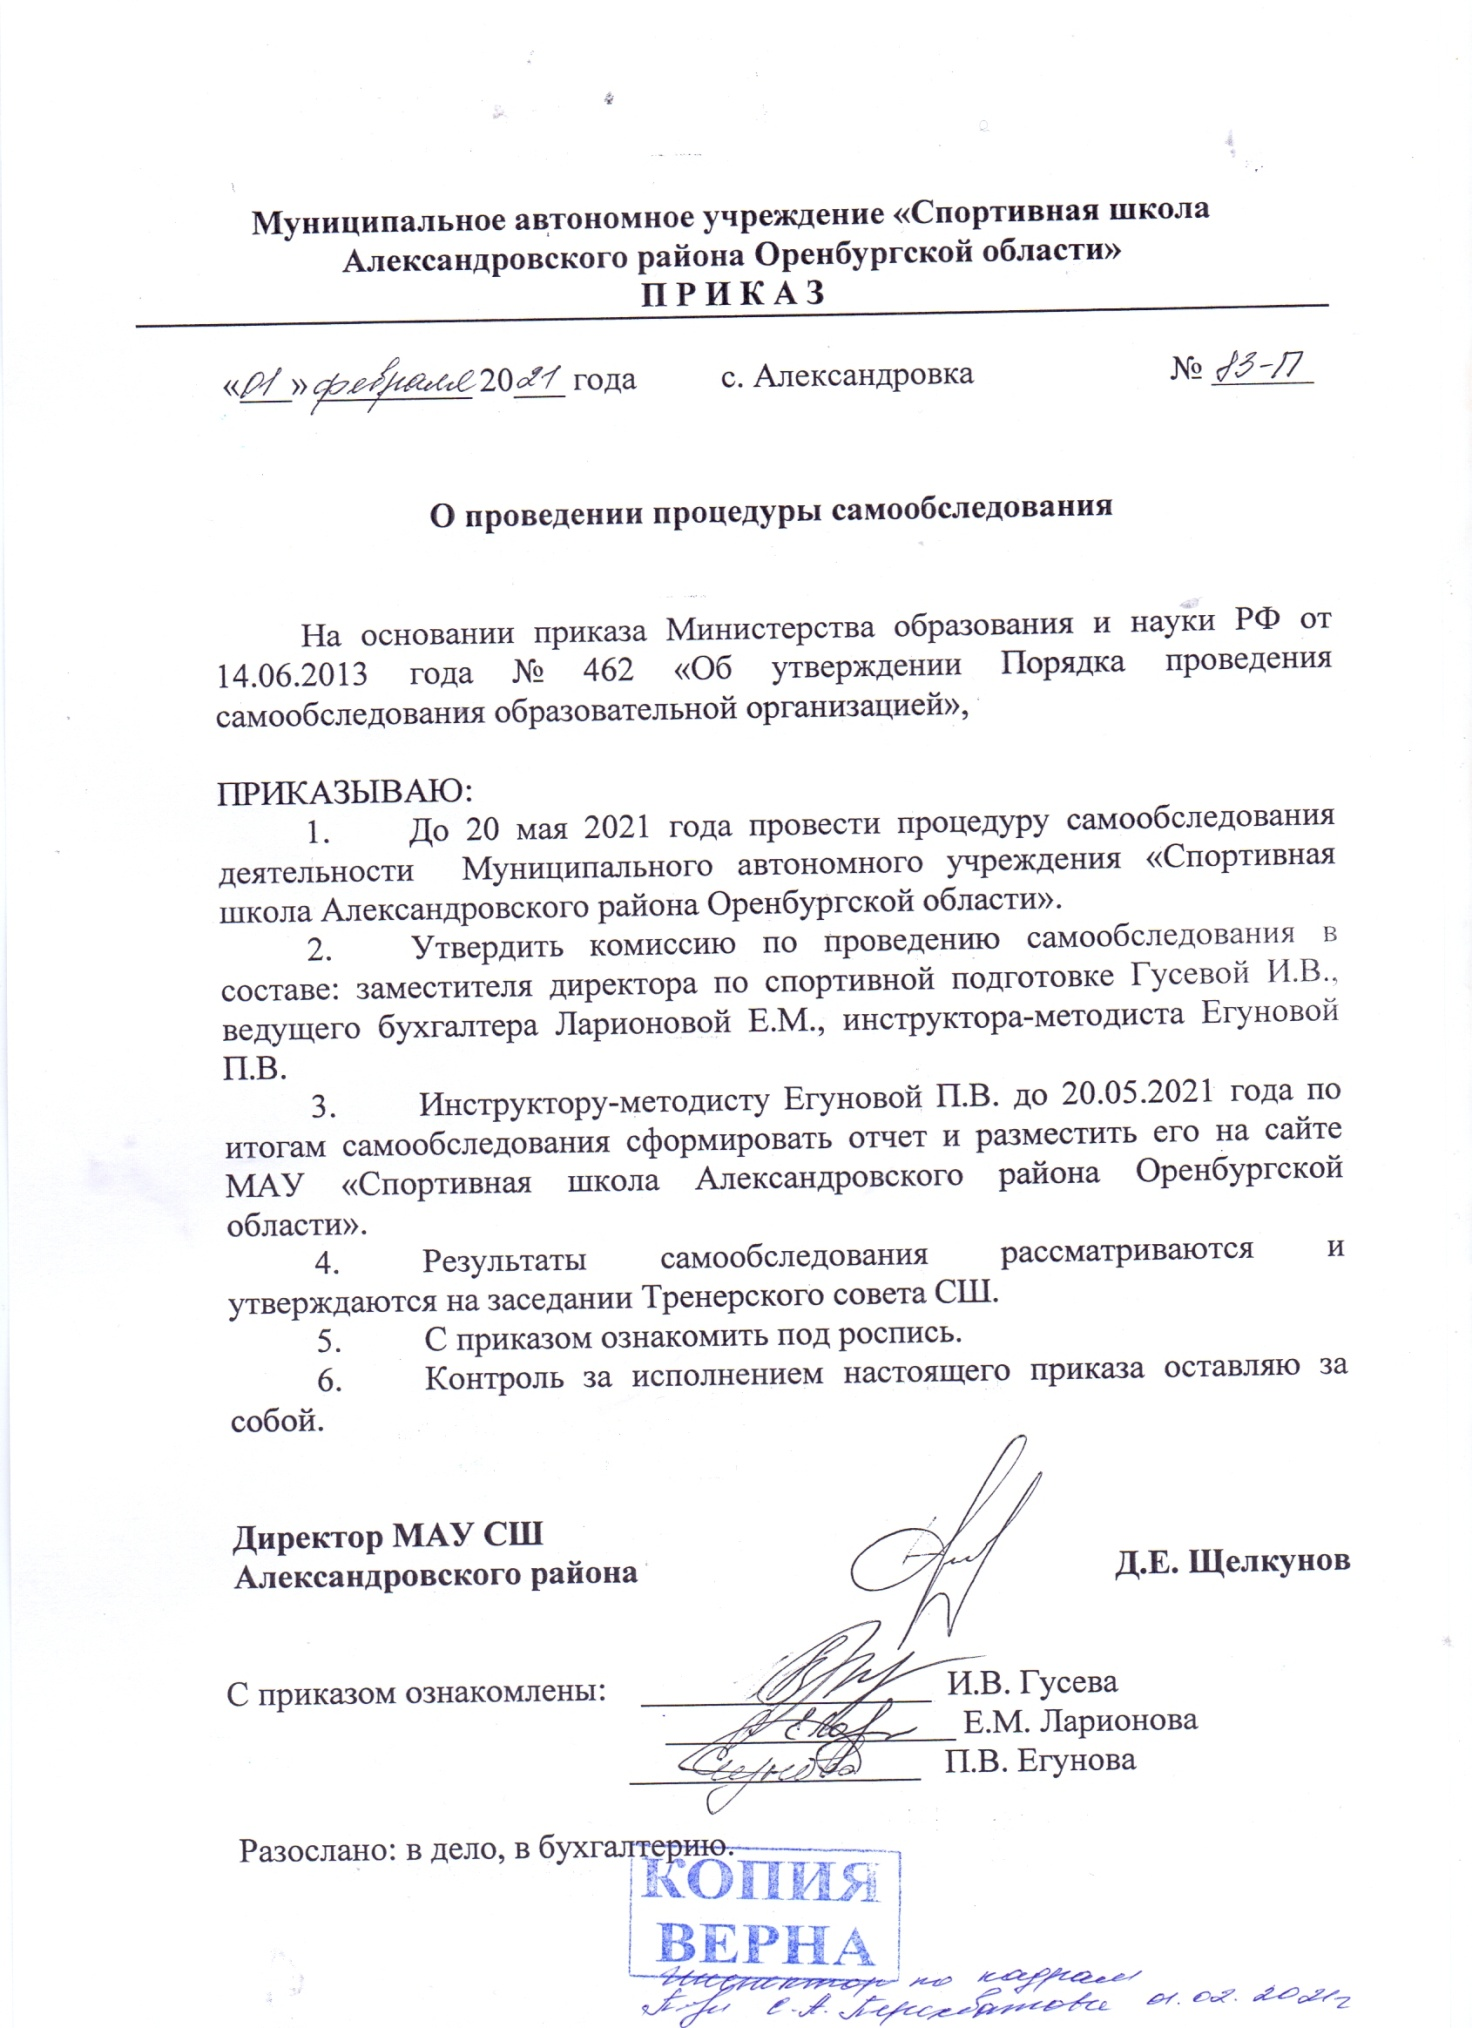 Муниципальное автономное учреждение «Спортивная школа
Александровского района Оренбургской области»
П Р И К А З
«01» февраля 2021 года с. Александровка № 83-П
О проведении процедуры самообследования
На основании приказа Министерства образования и науки РФ от
14.06.2013 года № 462 «Об утверждении Порядка проведения
самообследования образовательной организацией»,
ПРИКАЗЫВАЮ:
1. До 20 мая 2021 года провести процедуру самообследования
деятельности Муниципального автономного учреждения «Спортивная
школа Александровского района Оренбургской области».
2. Утвердить комиссию по проведению самообследования в
составе: заместителя директора по спортивной подготовке Гусевой И.В.,
ведущего бухгалтера Ларионовой Е.М., инструктора-методиста Егуновой
П.В.
3. Инструктору-методисту Егуновой П.В. до 20.05.2021 года по
итогам самообследования сформировать отчет и разместить его на сайте
МАУ «Спортивная школа Александровского района Оренбургской
области».
4. Результаты самообследования рассматриваются и
утверждаются на заседании Тренерского совета СШ.
5. С приказом ознакомить под роспись.
6. Контроль за исполнением настоящего приказа оставляю за
собой.
Директор МАУ СШ
Александровского района Д.Е. Щелкунов
С приказом ознакомлены: И.В. Гусева
Е.М. Ларионова
П.В. Егунова
Разослано: в дело, в бухгалтерию.
КОПИЯ
ВЕРНА
Инспектор по кадрам
С.А. 01.02.2021г